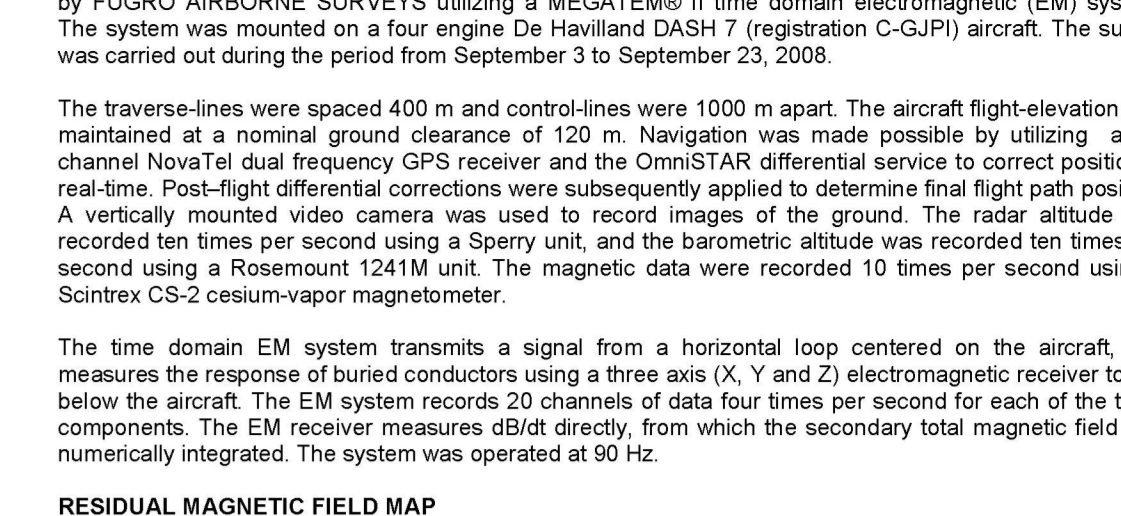 by FUGRO AIRBORNE SURVEYS utilizing a MEGATEM® II time domain electromagnetic (EM)
The system was mounted on a four engine De Havilland DASH 7 (registration C-GJPI) aircraft. The
was carried out during the period from September 3 to September 23, 2008.
The traverse-lines were spaced 400 m and control-lines were 1000 m apart. The aircraft flight-elevation
maintained at a nominal ground clearance of 120 m. Navigation was made possible by utilizing a
channel NovaTel dual frequency GPS receiver and the OmniSTAR differential service to correct
real-time. Post–flight differential corrections were subsequently applied to determine final flight path
A vertically mounted video camera was used to record images of the ground. The radar altitude
recorded ten times per second using a Sperry unit, and the barometric altitude was recorded ten times
second using a Rosemount 1241M unit. The magnetic data were recorded 10 times per second
Scintrex CS-2 cesium-vapor magnetometer.
The time domain EM system transmits a signal from a horizontal loop centered on the aircraft,
measures the response of buried conductors using a three axis (X, Y and Z) electromagnetic receiver
below the aircraft. The EM system records 20 channels of data four times per second for each of the
components. The EM receiver measures dB/dt directly, from which the secondary total magnetic field
numerically integrated. The system was operated at 90 Hz.
RESIDUAL MAGNETIC FIELD MAP